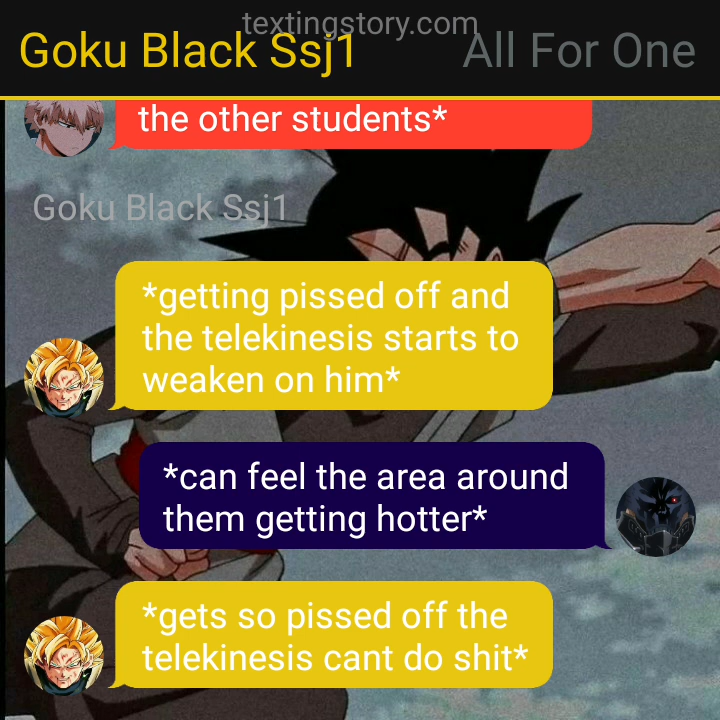 textingstory.com
Goku Black Ssj1
All For One
the other students*
Goku Black Ssj1
*getting pissed off and
the telekinesis starts to
weaken on him*
*can feel the area around
them getting hotter*
*gets so pissed off the
telekinesis cant do shit*